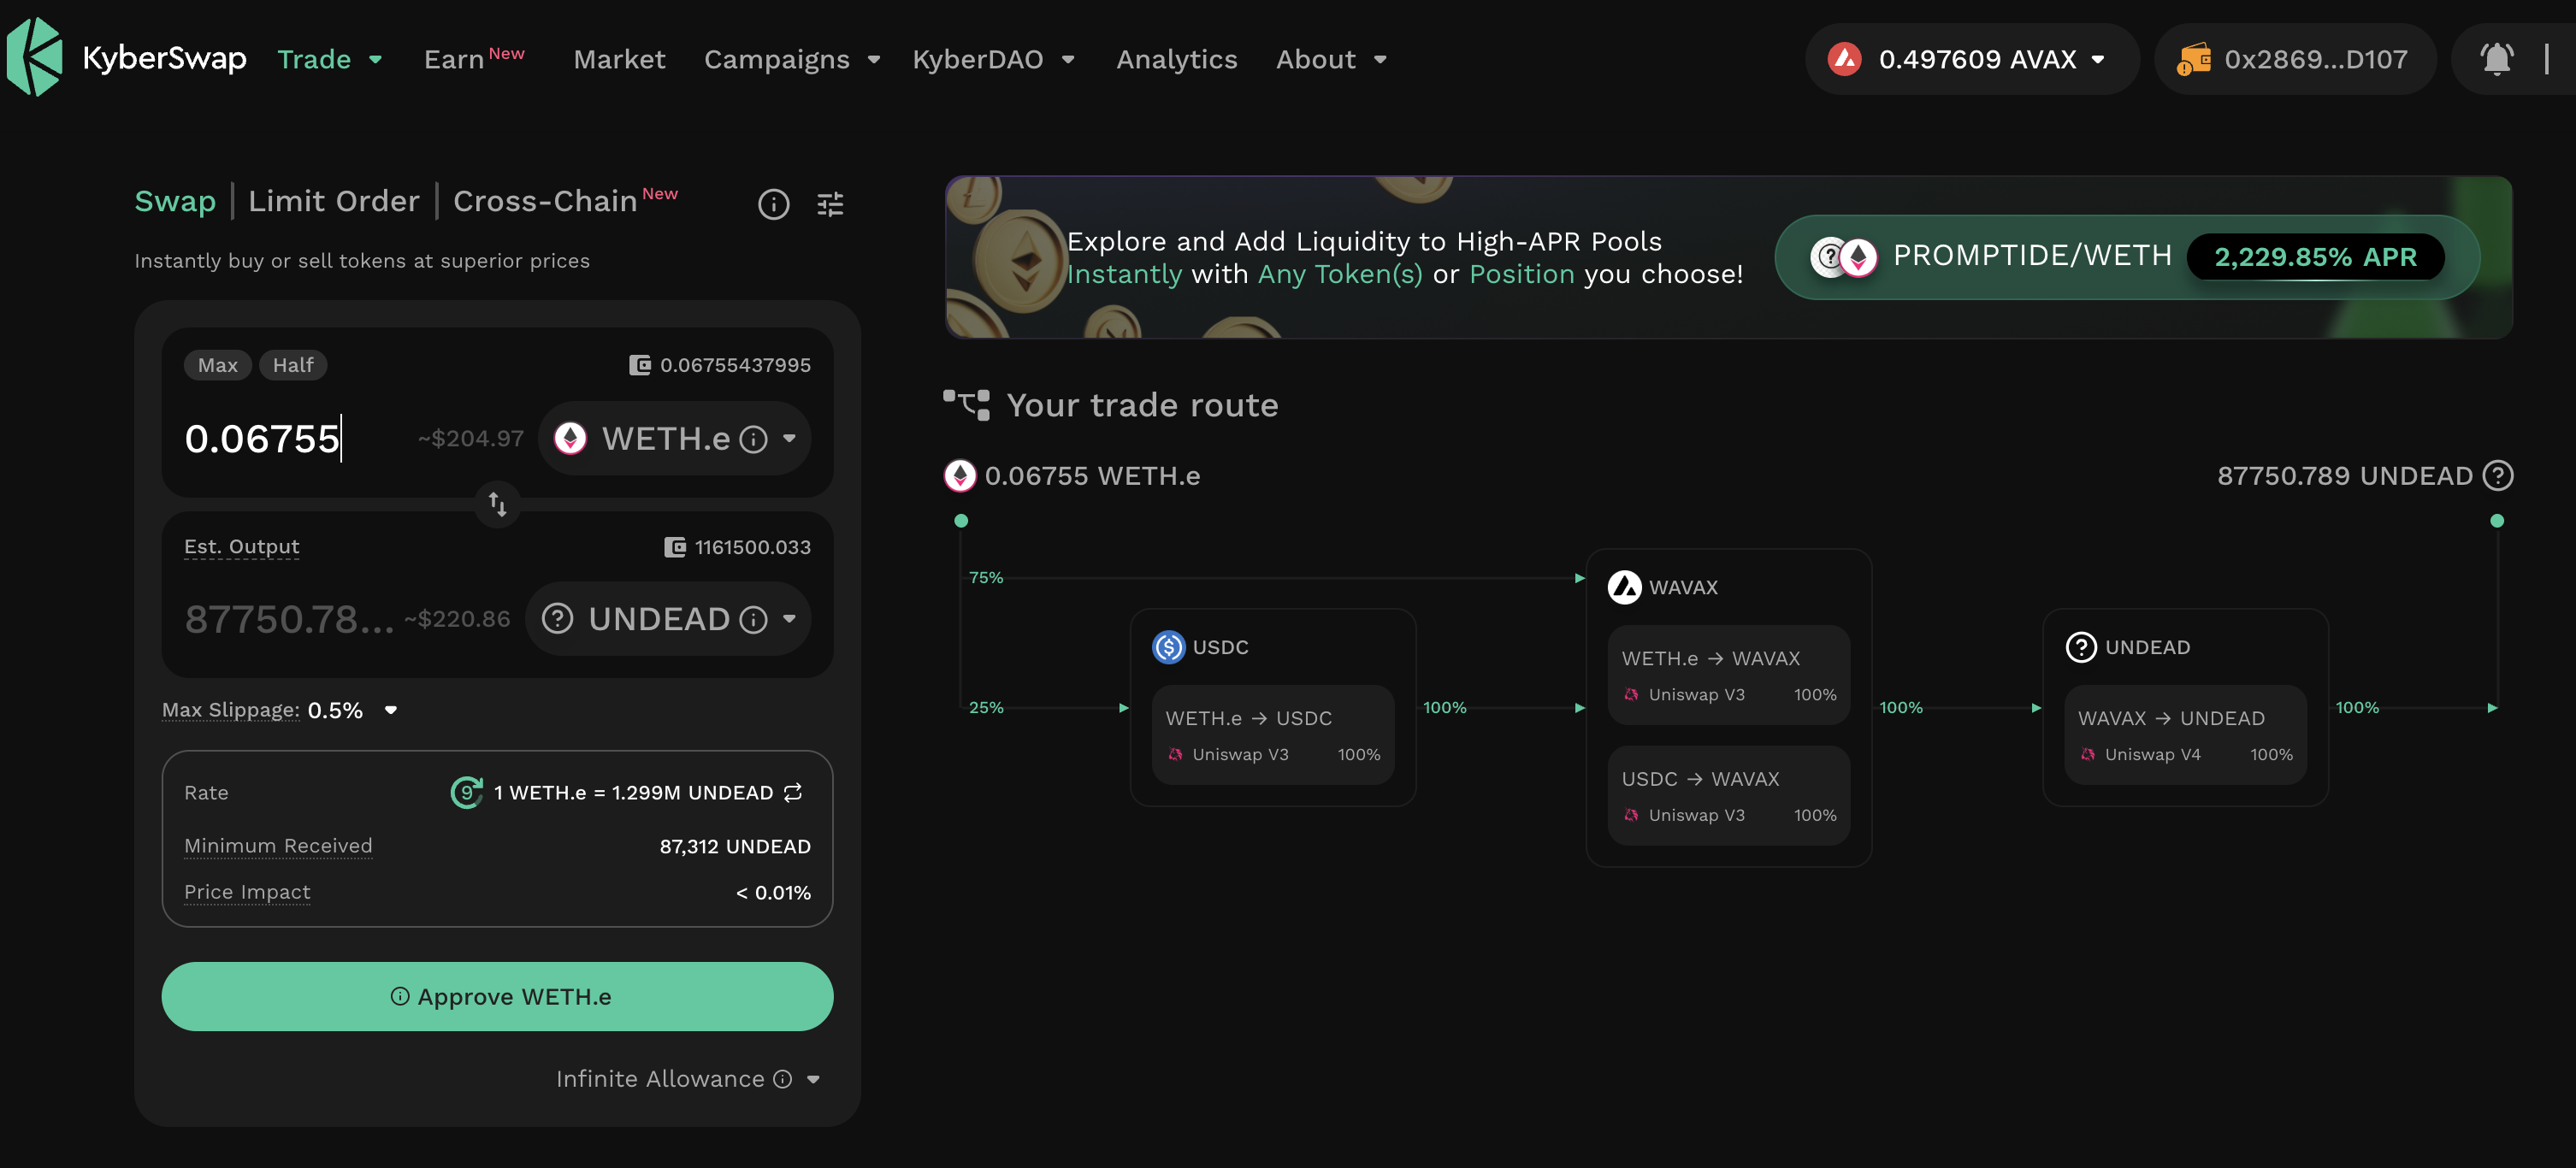 KyberSwap Trade Earn New Market Campaigns KyberDAO Analytics About 0.497609 AVAX 0x2869...D107
Swap | Limit Order | Cross-Chain New
Instantly buy or sell tokens at superior prices
Max Half 0.06755437995
0.06755 ~$204.97 WETH.e
Est. Output 1161500.033
87750.78... ~$220.86 UNDEAD
Max Slippage: 0.5%
Rate 9 1 WETH.e = 1.299M UNDEAD
Minimum Received 87,312 UNDEAD
Price Impact < 0.01%
Approve WETH.e
Infinite Allowance
Explore and Add Liquidity to High-APR Pools
Instantly with Any Token(s) or Position you choose!
PROMPTIDE/WETH 2,229.85% APR
Your trade route
0.06755 WETH.e 87750.789 UNDEAD
75%
25%
USDC
WETH.e → USDC
Uniswap V3 100%
100%
WAVAX
WETH.e → WAVAX
Uniswap V3 100%
USDC → WAVAX
Uniswap V3 100%
100%
UNDEAD
WAVAX → UNDEAD
Uniswap V4 100%
100%